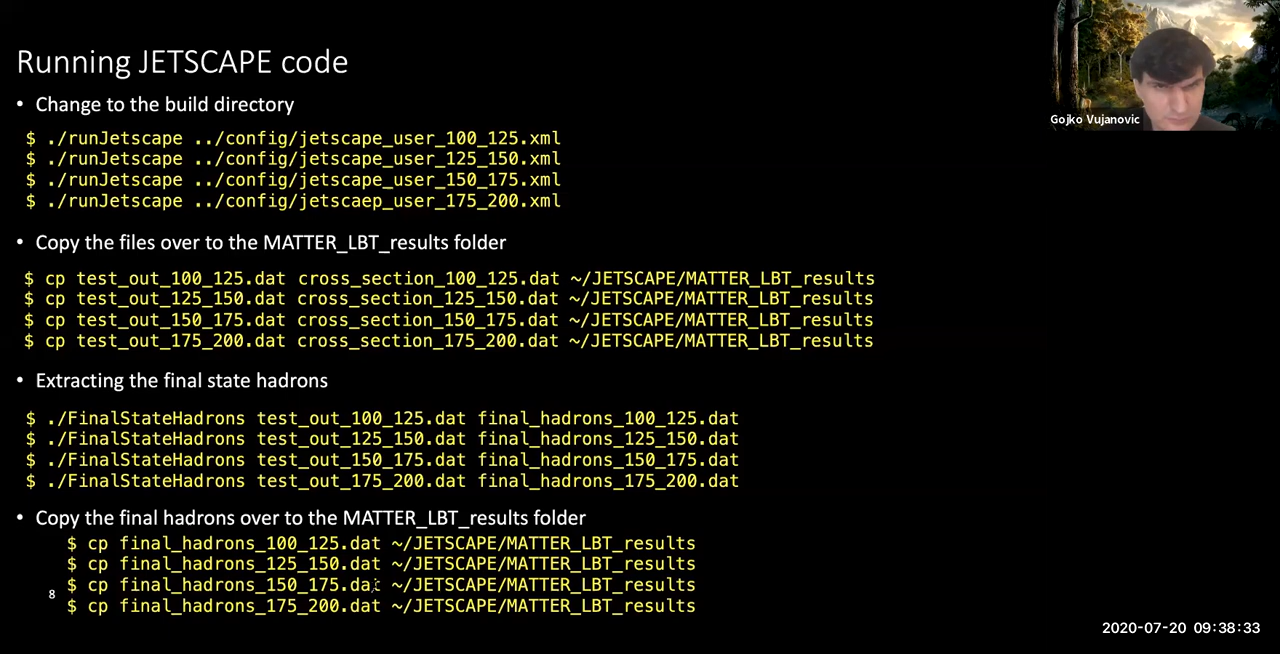 Running JETSCAPE code
• Change to the build directory
$ ./runJetscape ../config/jetscape_user_100_125.xml
$ ./runJetscape ../config/jetscape_user_125_150.xml
$ ./runJetscape ../config/jetscape_user_150_175.xml
$ ./runJetscape ../config/jetscaep_user_175_200.xml
• Copy the files over to the MATTER_LBT_results folder
$ cp test_out_100_125.dat cross_section_100_125.dat ~/JETSCAPE/MATTER_LBT_results
$ cp test_out_125_150.dat cross_section_125_150.dat ~/JETSCAPE/MATTER_LBT_results
$ cp test_out_150_175.dat cross_section_150_175.dat ~/JETSCAPE/MATTER_LBT_results
$ cp test_out_175_200.dat cross_section_175_200.dat ~/JETSCAPE/MATTER_LBT_results
• Extracting the final state hadrons
$ ./FinalStateHadrons test_out_100_125.dat final_hadrons_100_125.dat
$ ./FinalStateHadrons test_out_125_150.dat final_hadrons_125_150.dat
$ ./FinalStateHadrons test_out_150_175.dat final_hadrons_150_175.dat
$ ./FinalStateHadrons test_out_175_200.dat final_hadrons_175_200.dat
• Copy the final hadrons over to the MATTER_LBT_results folder
$ cp final_hadrons_100_125.dat ~/JETSCAPE/MATTER_LBT_results
$ cp final_hadrons_125_150.dat ~/JETSCAPE/MATTER_LBT_results
$ cp final_hadrons_150_175.dat ~/JETSCAPE/MATTER_LBT_results
$ cp final_hadrons_175_200.dat ~/JETSCAPE/MATTER_LBT_results
8
Gojko Vujanovic
2020-07-20 09:38:33